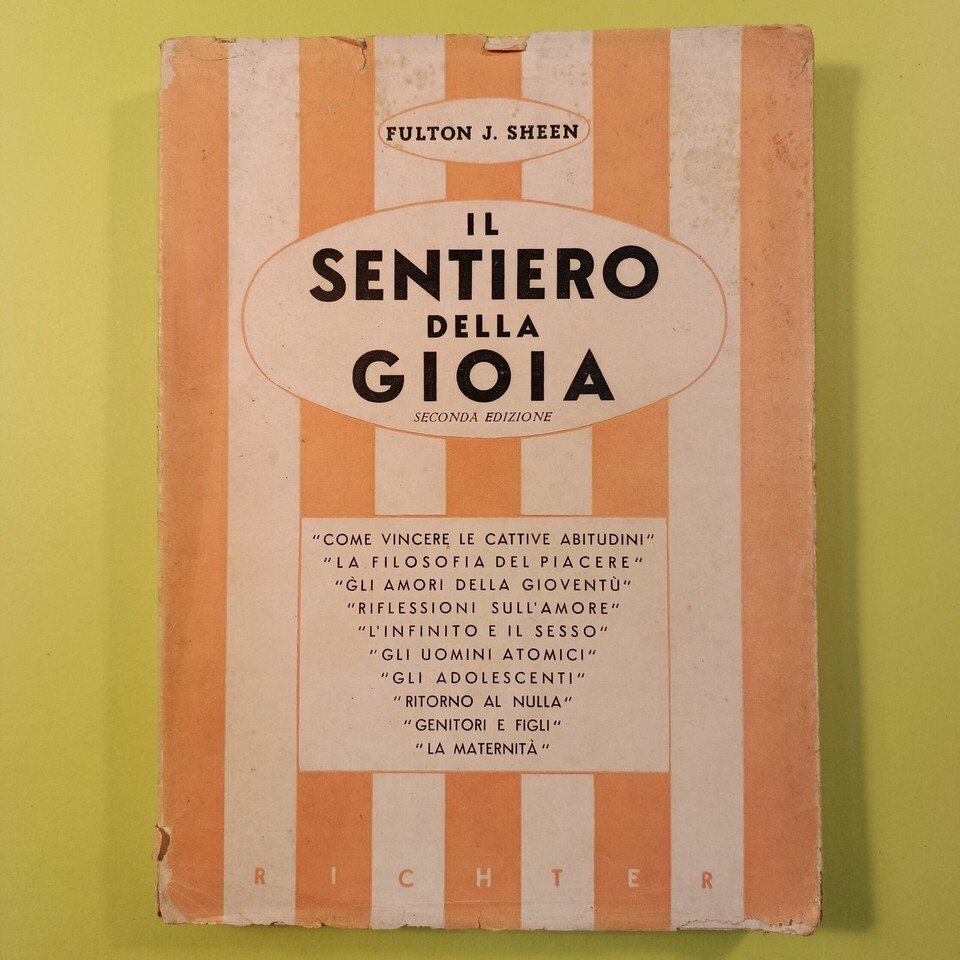 FULTON J. SHEEN
IL
SENTIERO
DELLA
GIOIA
SECONDA EDIZIONE
"COME VINCERE LE CATTIVE ABITUDINI"
"LA FILOSOFIA DEL PIACERE"
"GLI AMORI DELLA GIOVENTÙ"
"RIFLESSIONI SULL'AMORE"
"L'INFINITO E IL SESSO"
"GLI UOMINI ATOMICI"
"GLI ADOLESCENTI"
"RITORNO AL NULLA"
"GENITORI E FIGLI"
"LA MATERNITÀ"
RICHTER